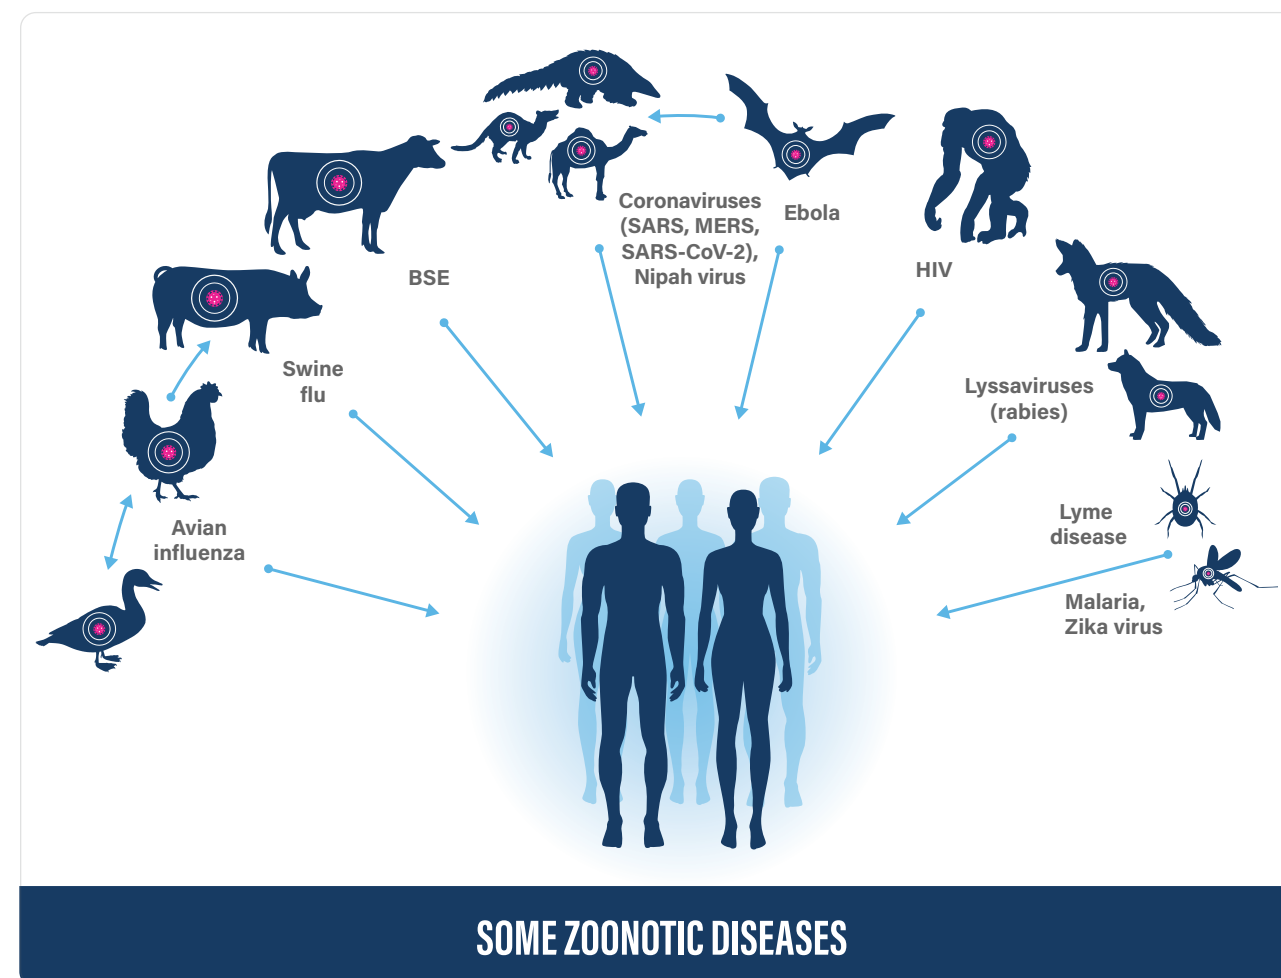 Coronaviruses
(SARS, MERS,
SARS-CoV-2),
Nipah virus
Ebola
BSE
HIV
Swine
flu
Lyssaviruses
(rabies)
Avian
influenza
Lyme
disease
Malaria,
Zika virus
SOME ZOONOTIC DISEASES